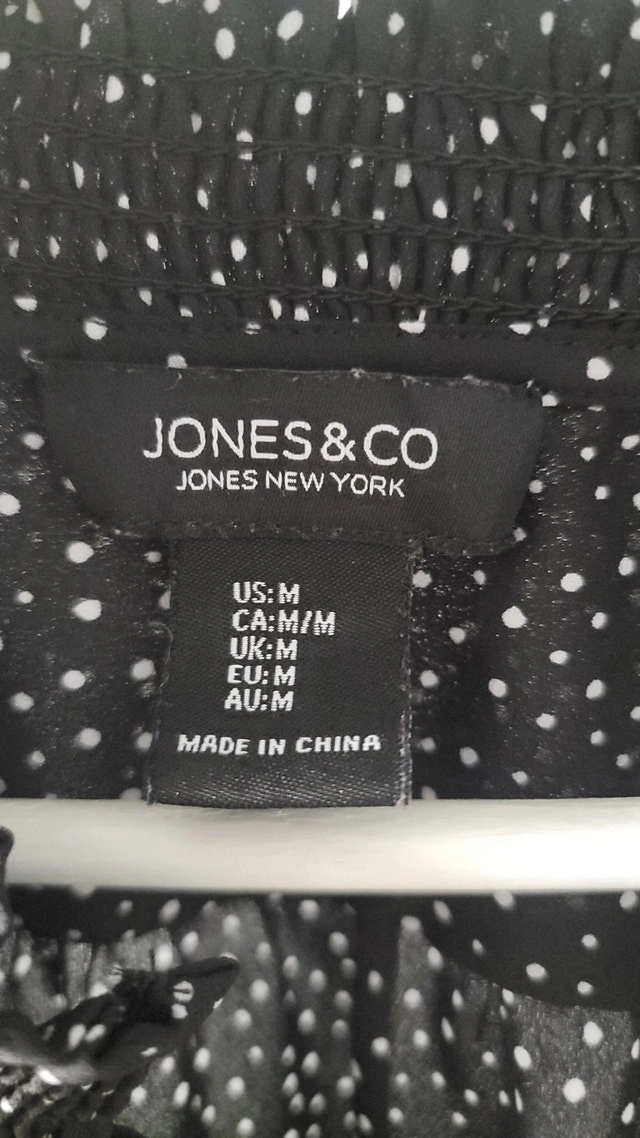 JONES&CO
JONES NEW YORK
US:M
CA:M/M
UK:M
EU:M
AU:M
MADE IN CHINA